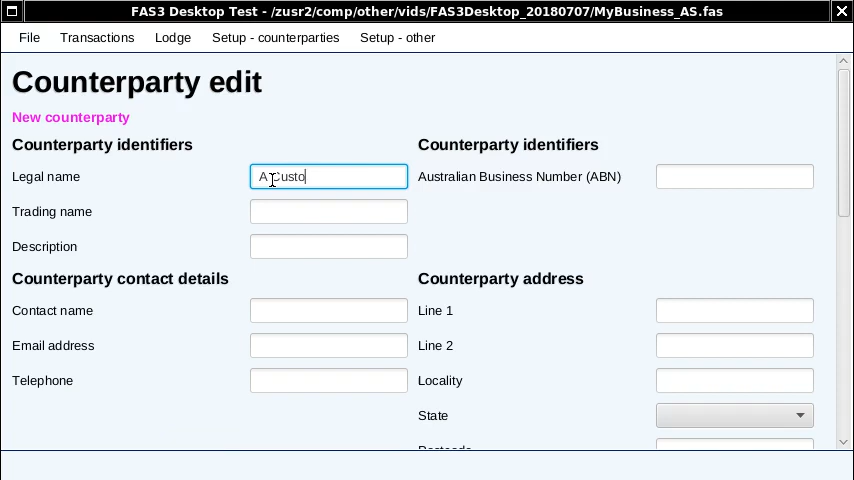 FAS3 Desktop Test - /zusr2/comp/other/vids/FAS3Desktop_20180707/MyBusiness_AS.fas
File Transactions Lodge Setup - counterparties Setup - other
Counterparty edit
New counterparty
Counterparty identifiers Counterparty identifiers
Legal name A Custo Australian Business Number (ABN)
Trading name
Description
Counterparty contact details Counterparty address
Contact name Line 1
Email address Line 2
Telephone Locality
State